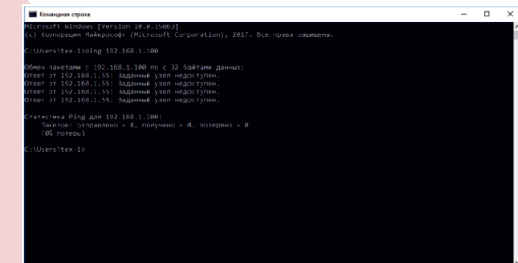 Командная строка
Microsoft Windows [Version 10.0.15063]
(c) Корпорация Майкрософт (Microsoft Corporation), 2017. Все права защищены.
C:\Users\tex-1>ping 192.168.1.100
Обмен пакетами с 192.168.1.100 по с 32 байтами данных:
Ответ от 192.168.1.55: Заданный узел недоступен.
Ответ от 192.168.1.55: Заданный узел недоступен.
Ответ от 192.168.1.55: Заданный узел недоступен.
Ответ от 192.168.1.55: Заданный узел недоступен.
Статистика Ping для 192.168.1.100:
Пакетов: отправлено = 4, получено = 4, потеряно = 0
(0% потерь)
C:\Users\tex-1>